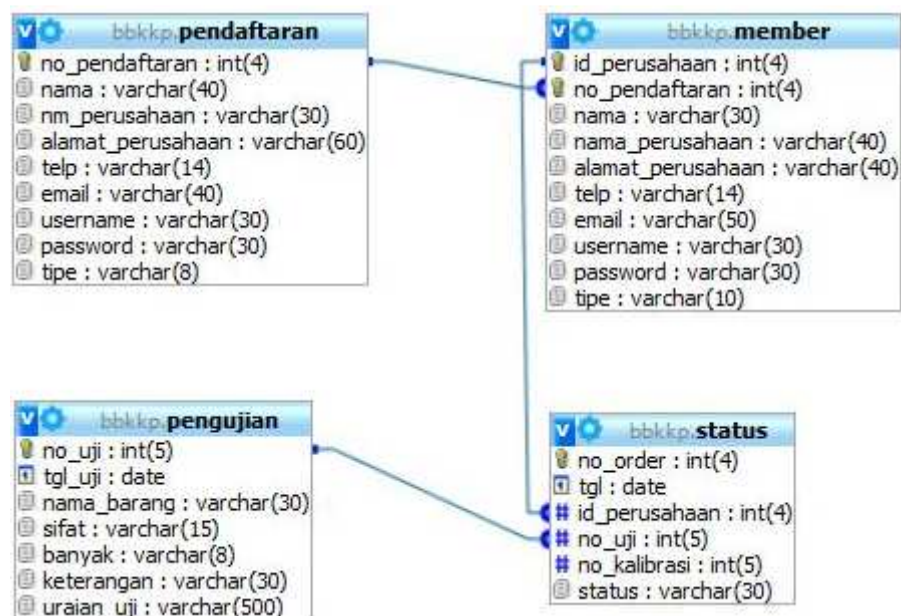 bbkkp.pendaftaran
no_pendaftaran : int(4)
nama : varchar(40)
nm_perusahaan : varchar(30)
alamat_perusahaan : varchar(60)
telp : varchar(14)
email : varchar(40)
username : varchar(30)
password : varchar(30)
tipe : varchar(8)
bbkkp.member
id_perusahaan : int(4)
no_pendaftaran : int(4)
nama : varchar(30)
nama_perusahaan : varchar(40)
alamat_perusahaan : varchar(40)
telp : varchar(14)
email : varchar(50)
username : varchar(30)
password : varchar(30)
tipe : varchar(10)
bbkkp.pengujian
no_uji : int(5)
tgl_uji : date
nama_barang : varchar(30)
sifat : varchar(15)
banyak : varchar(8)
keterangan : varchar(30)
uraian_uji : varchar(500)
bbkkp.status
no_order : int(4)
tgl : date
id_perusahaan : int(4)
no_uji : int(5)
no_kalibrasi : int(5)
status : varchar(30)